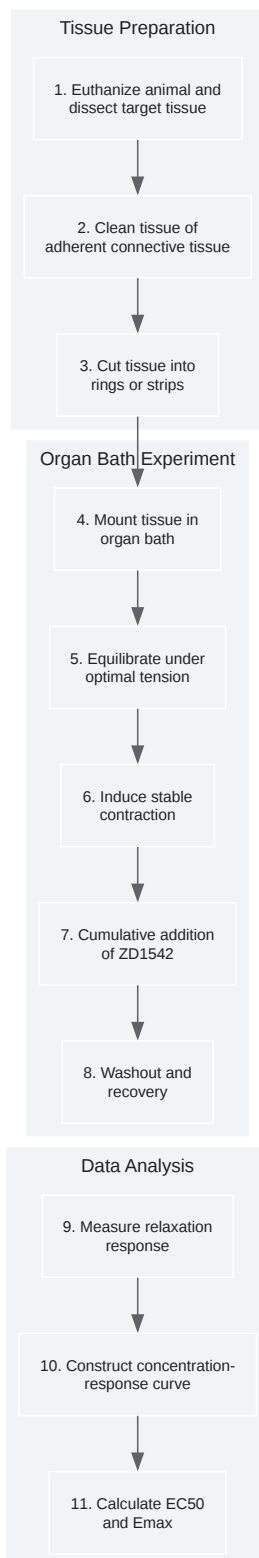 Tissue Preparation
1. Euthanize animal and
dissect target tissue
2. Clean tissue of
adherent connective tissue
3. Cut tissue into
rings or strips
Organ Bath Experiment
4. Mount tissue in
organ bath
5. Equilibrate under
optimal tension
6. Induce stable
contraction
7. Cumulative addition
of ZD1542
8. Washout and
recovery
Data Analysis
9. Measure relaxation
response
10. Construct concentration-
response curve
11. Calculate EC50
and Emax